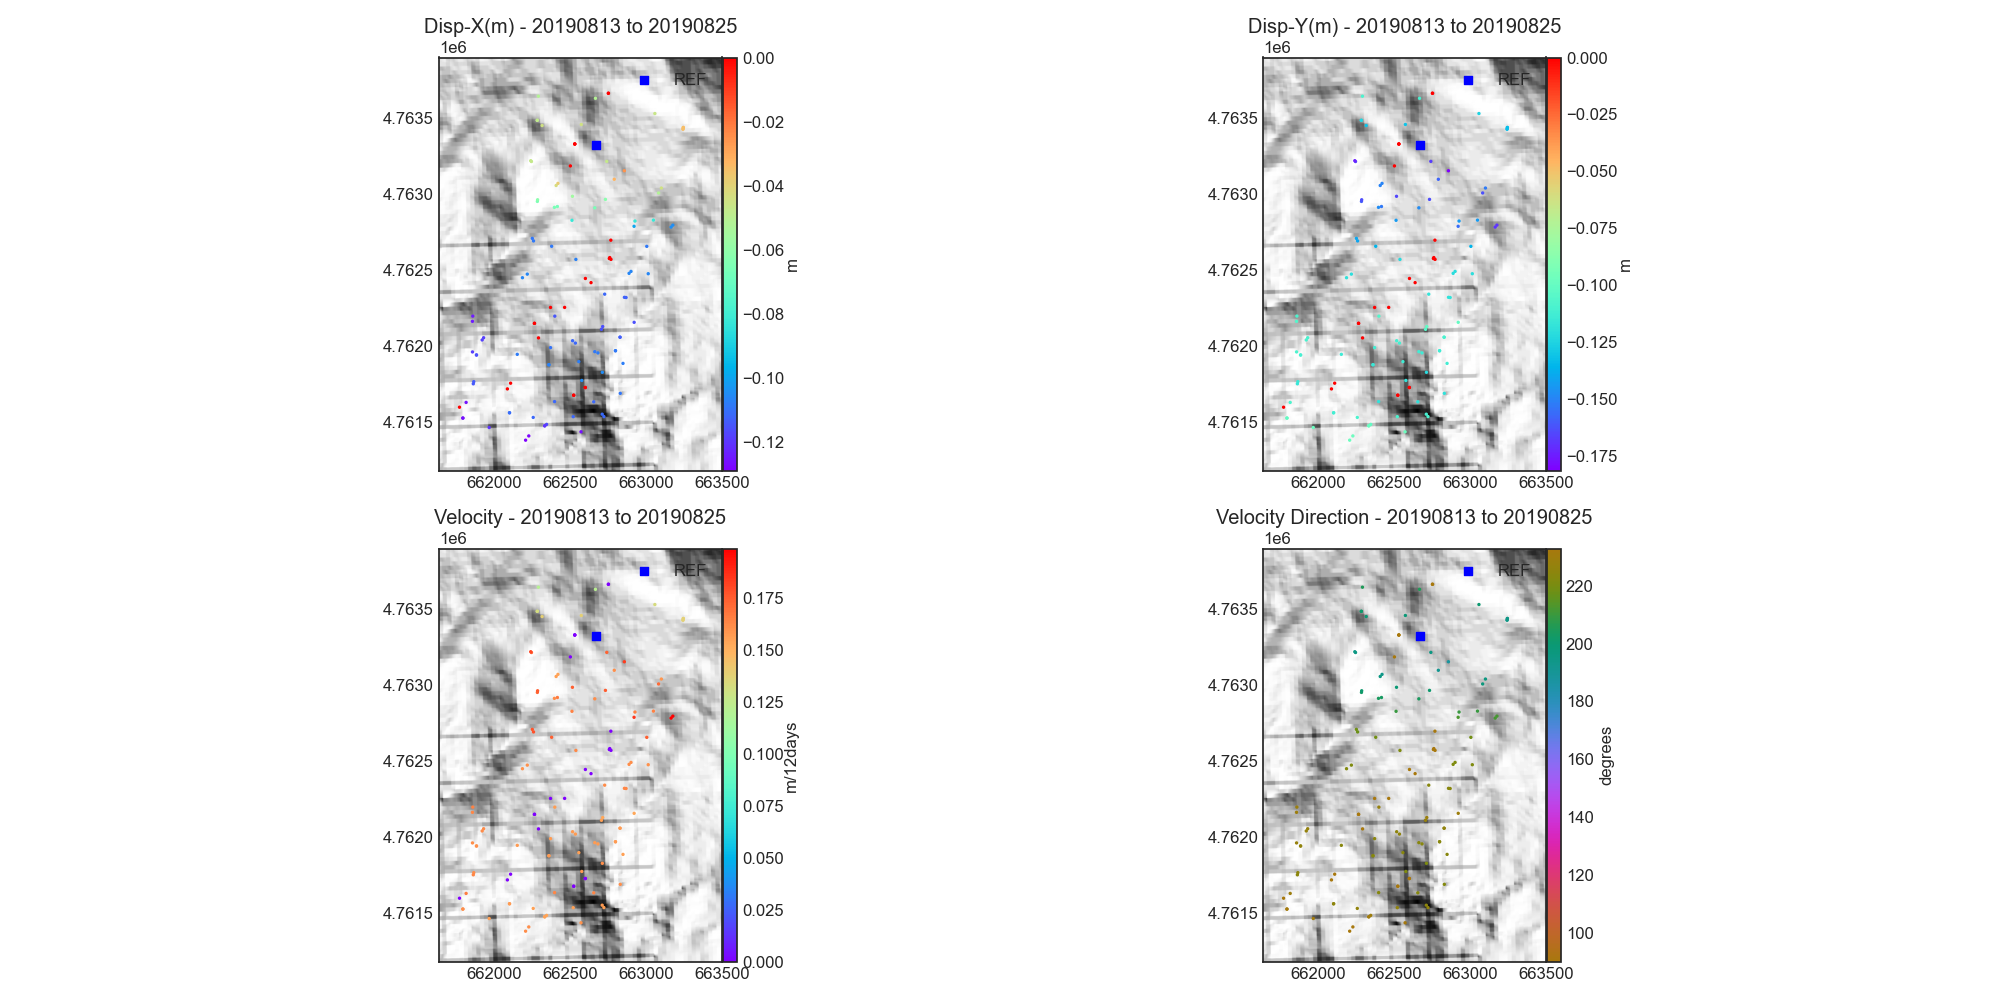 Disp-X(m) - 20190813 to 20190825
1e6
REF
4.7635
4.7630
4.7625
4.7620
4.7615
662000 662500 663000 663500
0.00
−0.02
−0.04
−0.06
−0.08
−0.10
−0.12
m
Disp-Y(m) - 20190813 to 20190825
1e6
REF
4.7635
4.7630
4.7625
4.7620
4.7615
662000 662500 663000 663500
0.000
−0.025
−0.050
−0.075
−0.100
−0.125
−0.150
−0.175
m
Velocity - 20190813 to 20190825
1e6
REF
4.7635
4.7630
4.7625
4.7620
4.7615
662000 662500 663000 663500
0.175
0.150
0.125
0.100
0.075
0.050
0.025
0.000
m/12days
Velocity Direction - 20190813 to 20190825
1e6
REF
4.7635
4.7630
4.7625
4.7620
4.7615
662000 662500 663000 663500
220
200
180
160
140
120
100
degrees